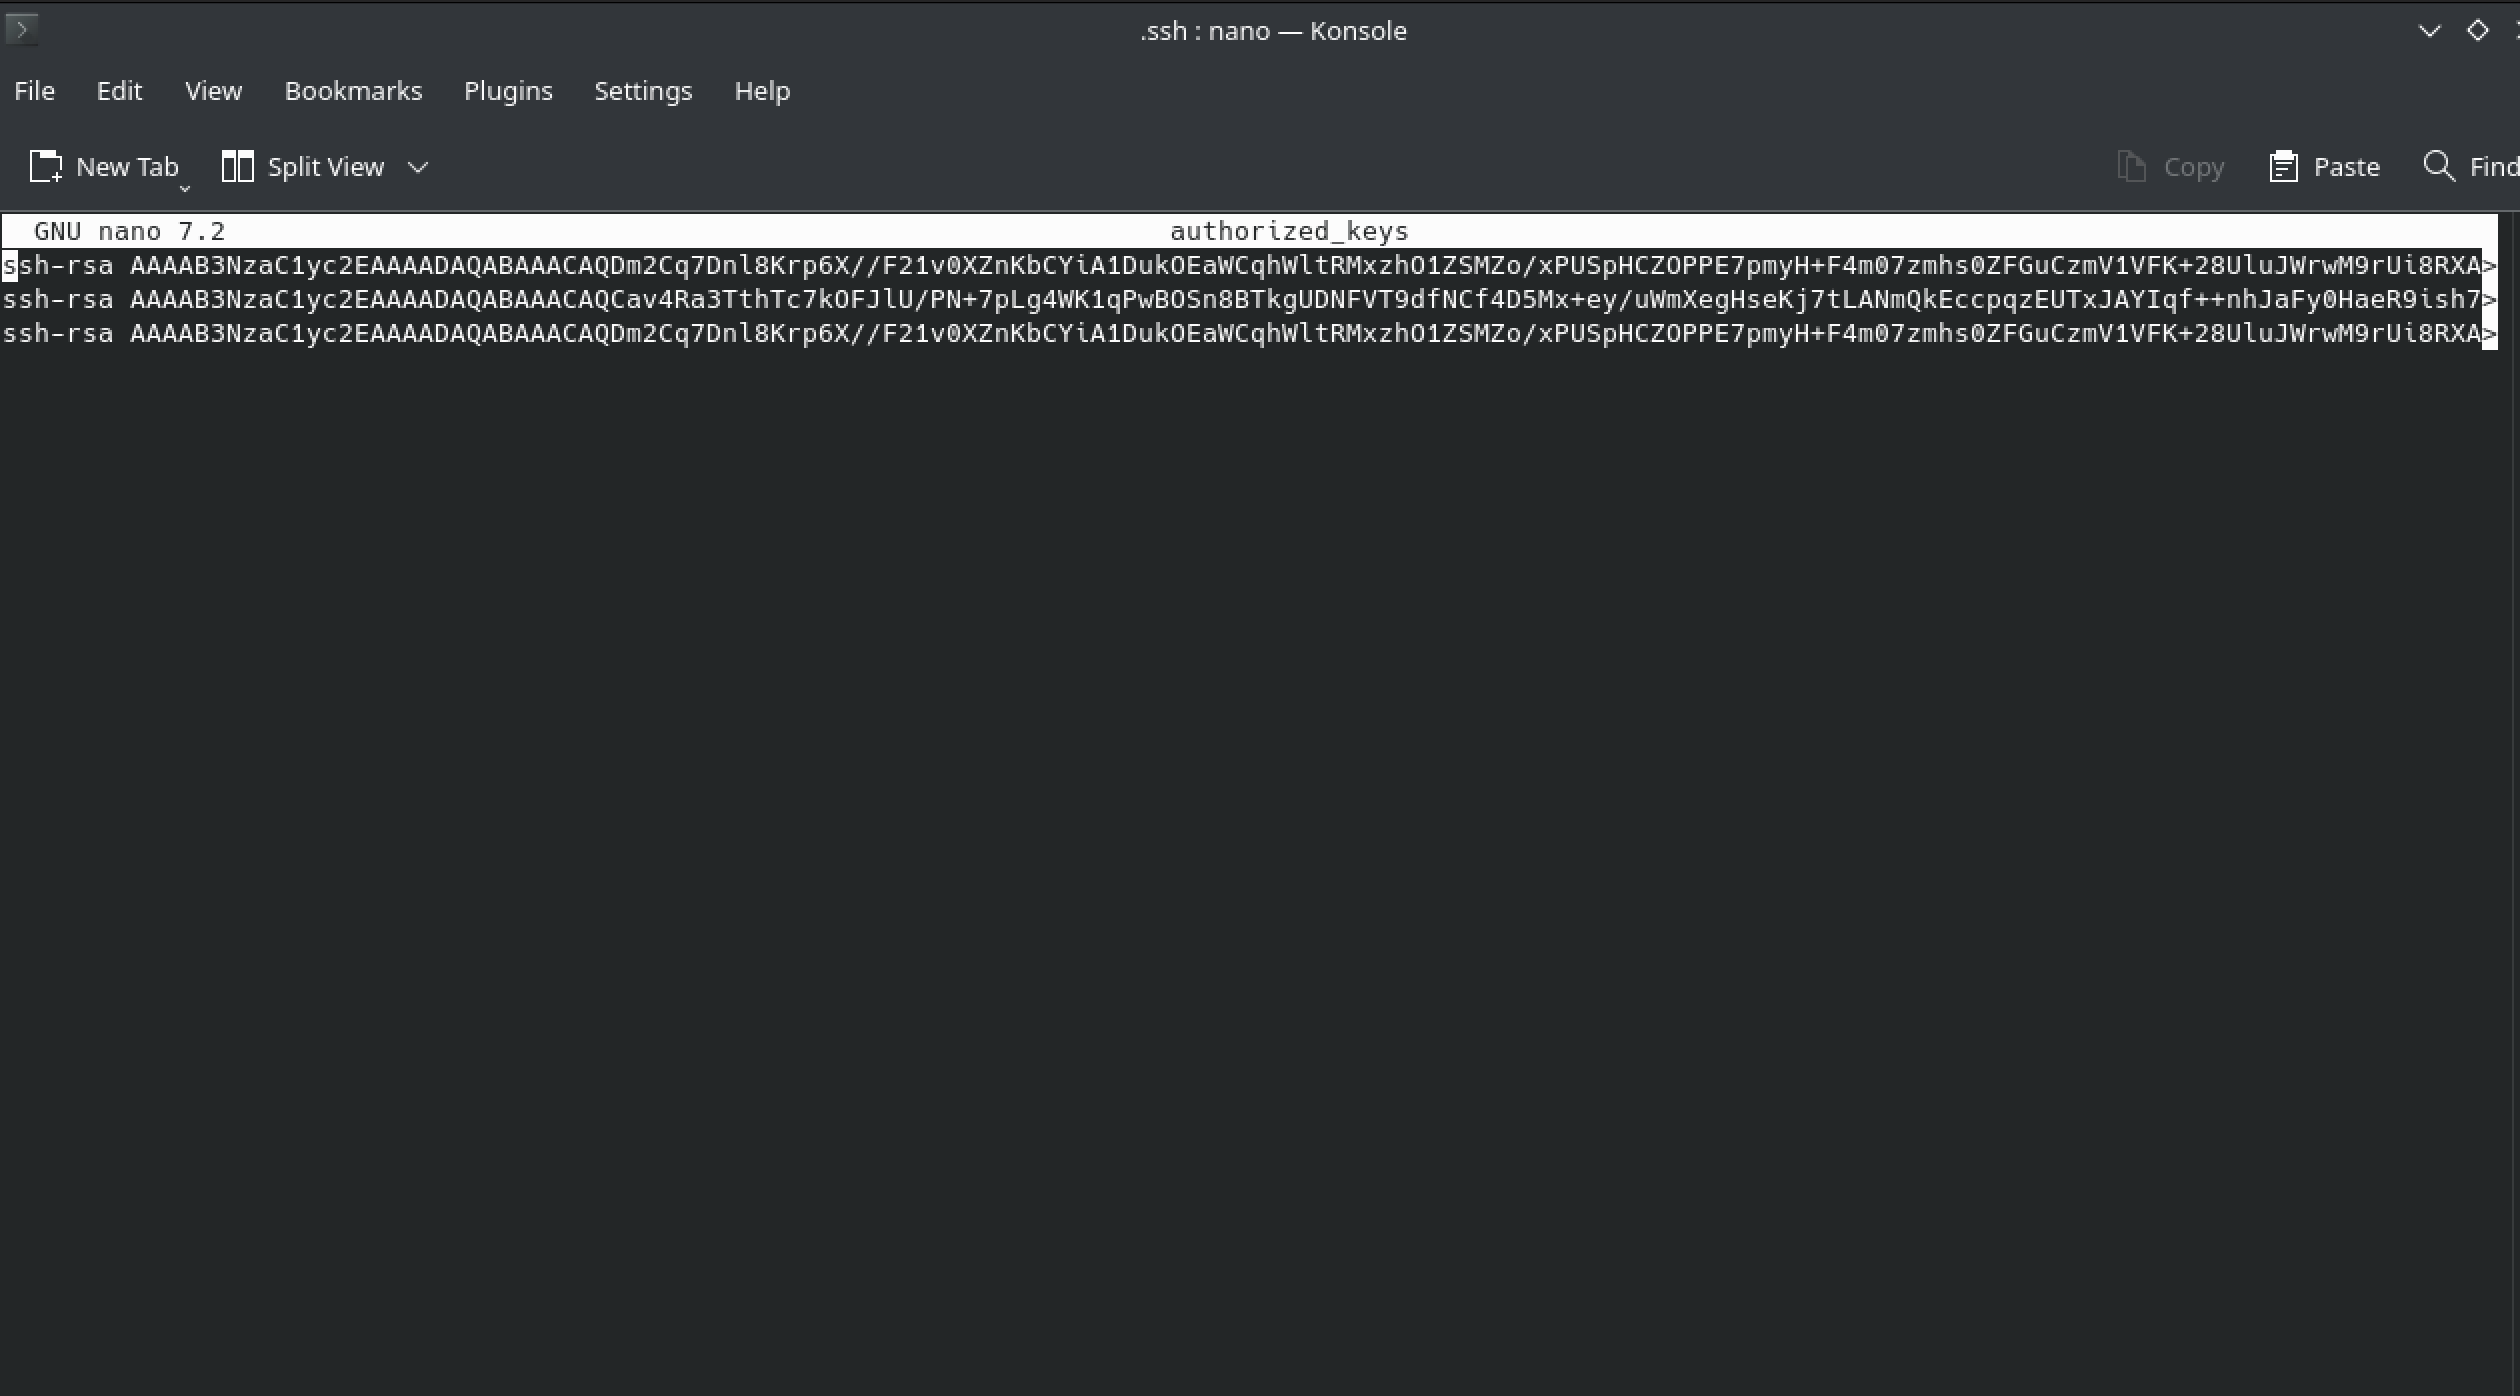 .ssh : nano — Konsole
File Edit View Bookmarks Plugins Settings Help
New Tab Split View Copy Paste Find
GNU nano 7.2 authorized_keys
ssh-rsa AAAAB3NzaC1yc2EAAAADAQABAAACAQDm2Cq7Dnl8Krp6X//F21v0XZnKbCYiA1DukOEaWCqhWltRMxzhO1ZSMZo/xPUSpHCZOPPE7pmyH+F4m07zmhs0ZFGuCzmV1VFK+28UluJWrwM9rUi8RXA>
ssh-rsa AAAAB3NzaC1yc2EAAAADAQABAAACAQCav4Ra3TthTc7kOFJlU/PN+7pLg4WK1qPwBOSn8BTkgUDNFVT9dfNCf4D5Mx+ey/uWmXegHseKj7tLANmQkEccpqzEUTxJAYIqf++nhJaFy0HaeR9ish7>
ssh-rsa AAAAB3NzaC1yc2EAAAADAQABAAACAQDm2Cq7Dnl8Krp6X//F21v0XZnKbCYiA1DukOEaWCqhWltRMxzhO1ZSMZo/xPUSpHCZOPPE7pmyH+F4m07zmhs0ZFGuCzmV1VFK+28UluJWrwM9rUi8RXA>